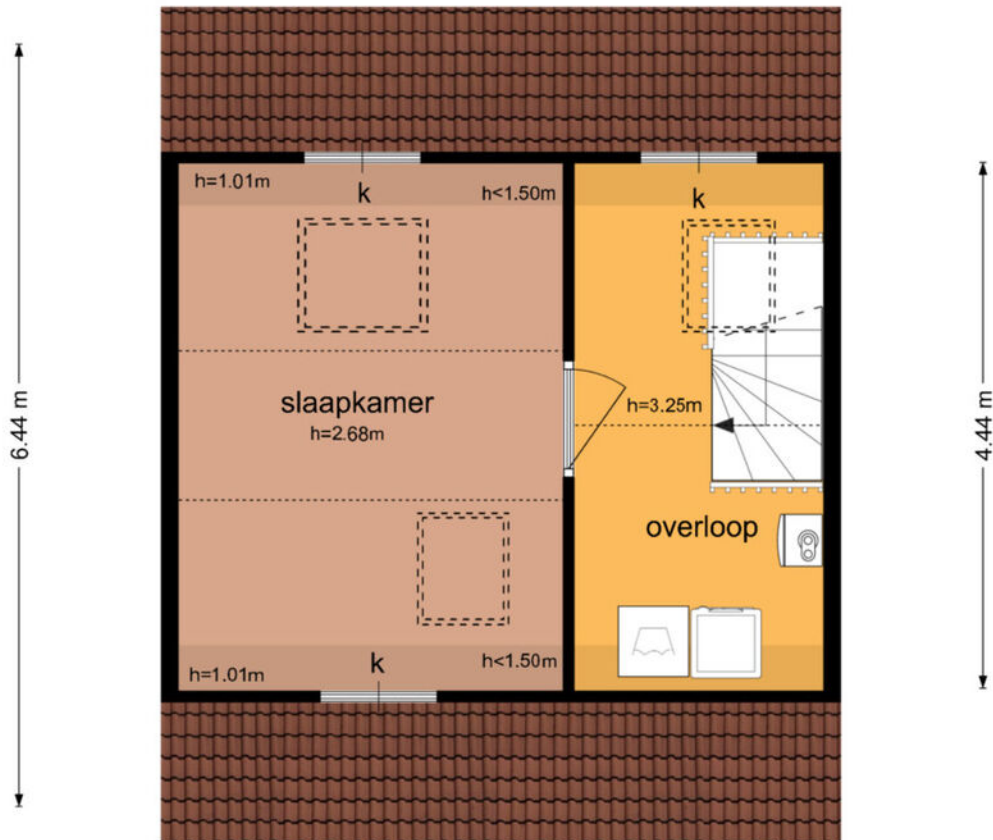 h=1.01m
k
h<1.50m
k
6.44 m
4.44 m
slaapkamer
h=2.68m
h=3.25m
overloop
h=1.01m
k
h<1.50m